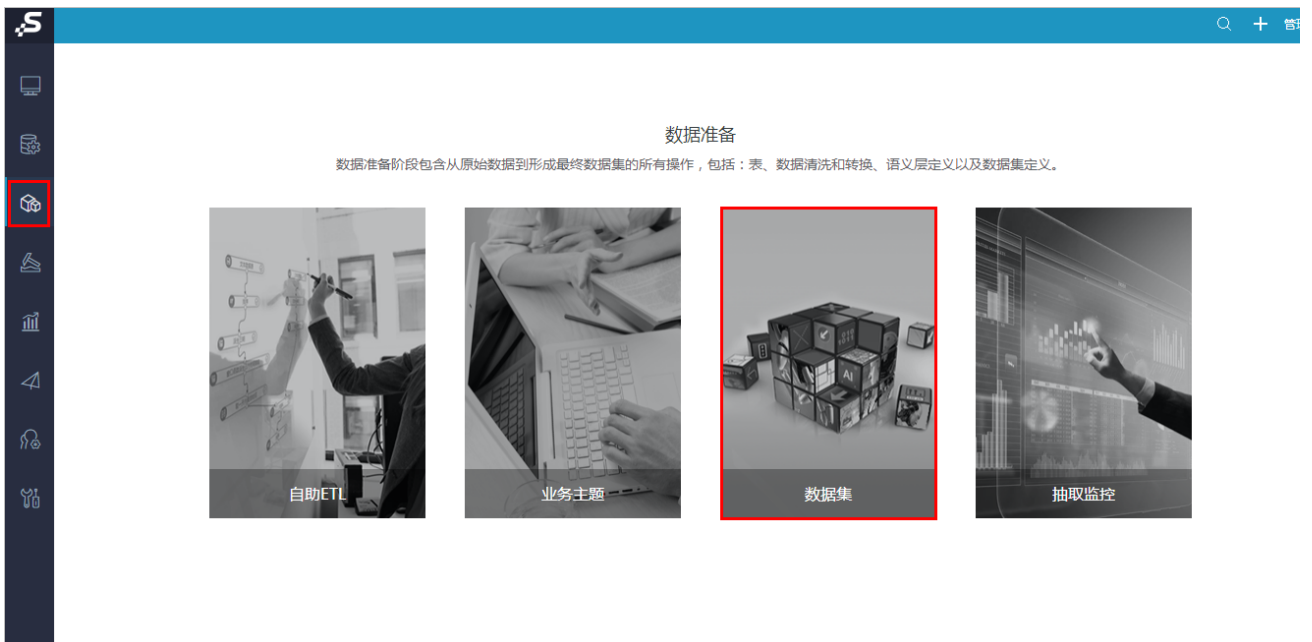 管理
数据准备
数据准备阶段包含从原始数据到形成最终数据集的所有操作，包括：表、数据清洗和转换、语义层定义以及数据集定义。
自助ETL
业务主题
AI
数据集
抽取监控